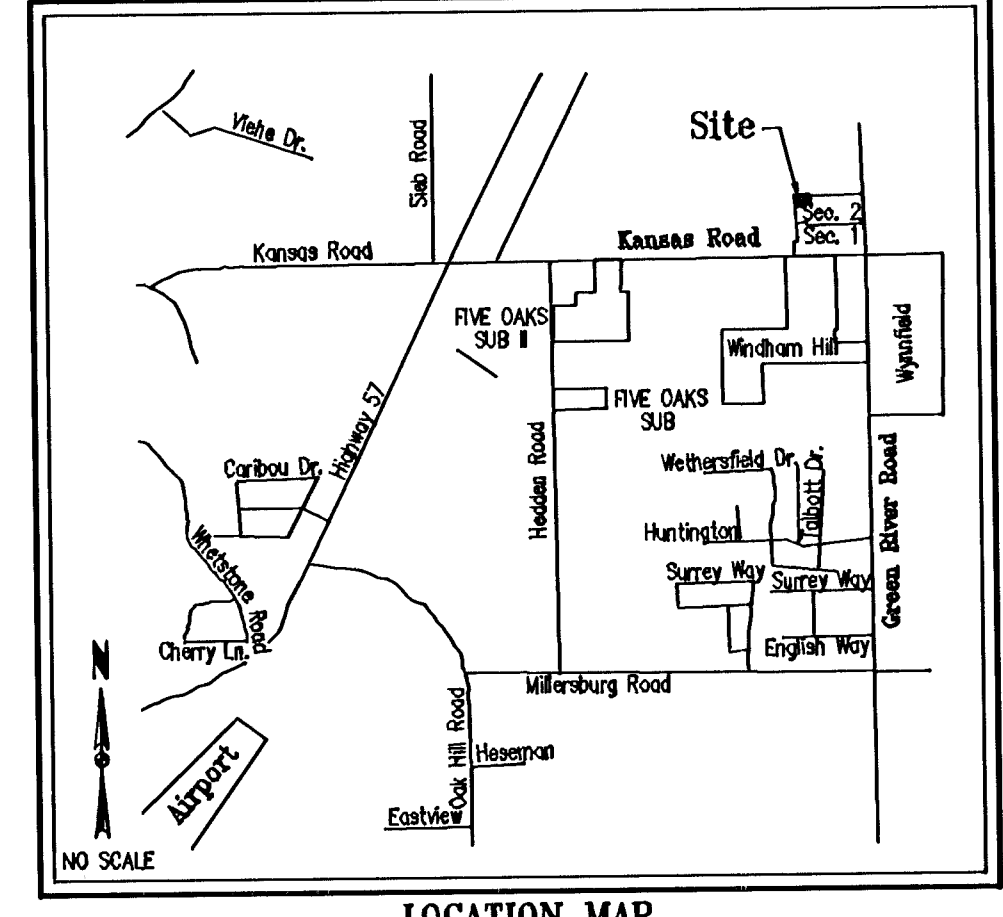 Viehe Dr.
Sieb Road
Site
Sec. 2
Sec. 1
Kansas Road
Kansas Road
FIVE OAKS
SUB II
Windham Hill
Wynnfield
Highway 57
FIVE OAKS
SUB
Hedden Road
Caribou Dr.
Wethersfield Dr.
Talbott Dr.
Green River Road
Huntington
Whetstone Road
Surrey Way
Surrey Way
Cherry Ln.
English Way
N
Millersburg Road
Oak Hill Road
Heseman
Airport
Eastview
NO SCALE
LOCATION MAP